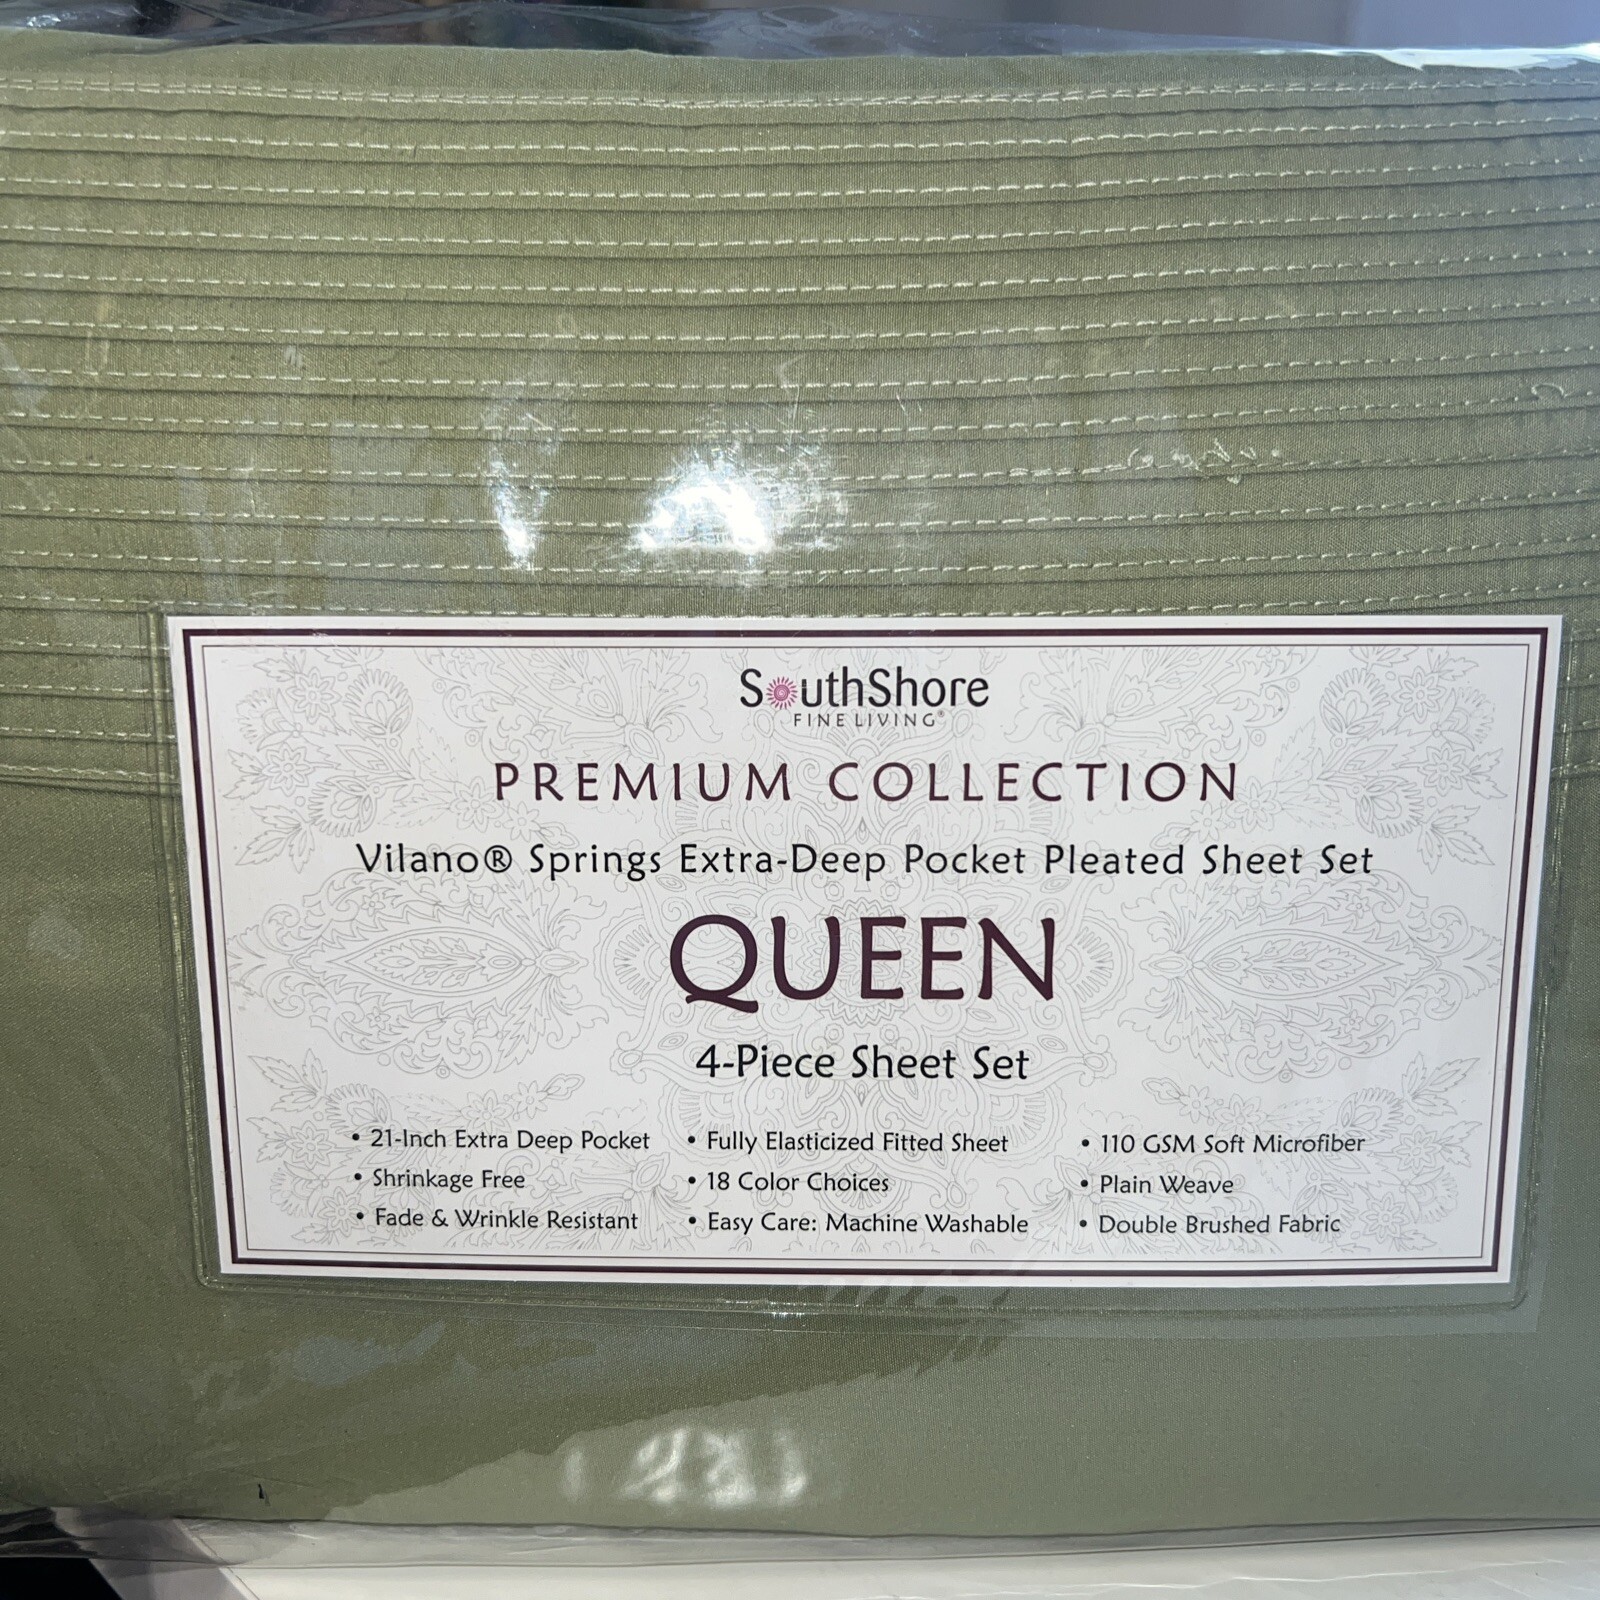 SouthShore
FINE LIVING®
PREMIUM COLLECTION
Vilano® Springs Extra-Deep Pocket Pleated Sheet Set
QUEEN
4-Piece Sheet Set
• 21-Inch Extra Deep Pocket
• Shrinkage Free
• Fade & Wrinkle Resistant
• Fully Elasticized Fitted Sheet
• 18 Color Choices
• Easy Care: Machine Washable
• 110 GSM Soft Microfiber
• Plain Weave
• Double Brushed Fabric